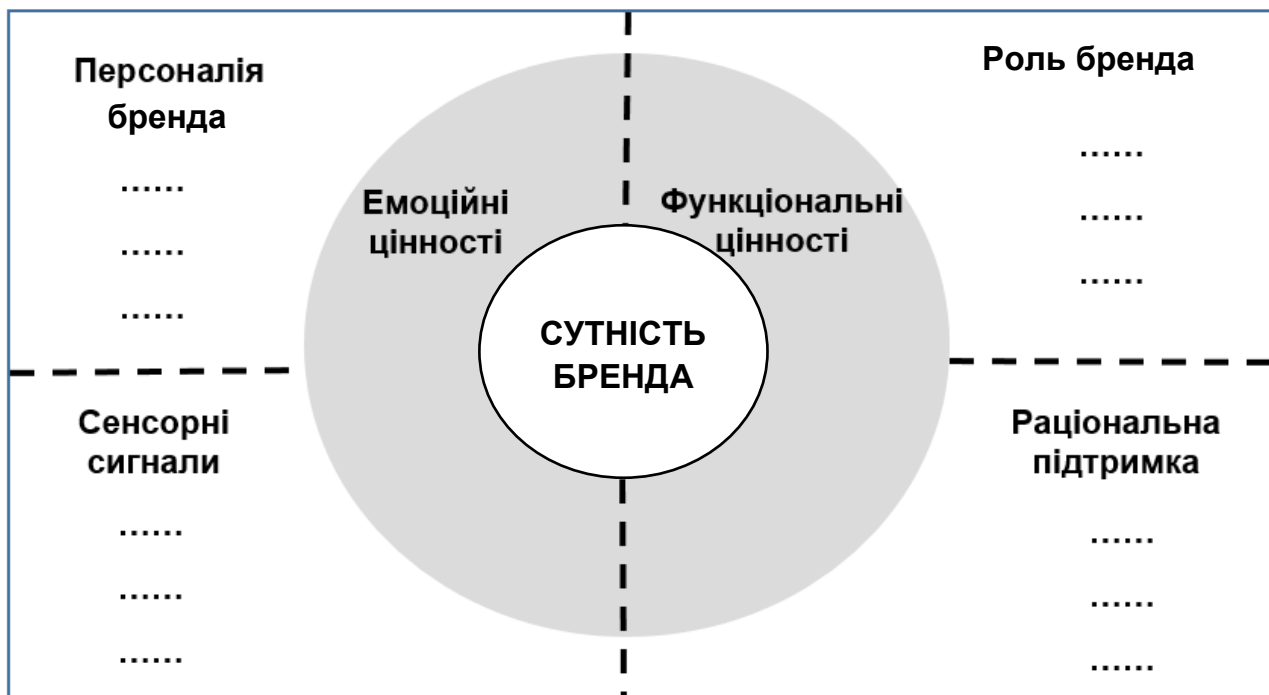 Персоналія
бренда
......
......
......
Роль бренда
......
......
......
Емоційні
цінності
Функціональні
цінності
СУТНІСТЬ
БРЕНДА
Сенсорні
сигнали
......
......
......
Раціональна
підтримка
......
......
......